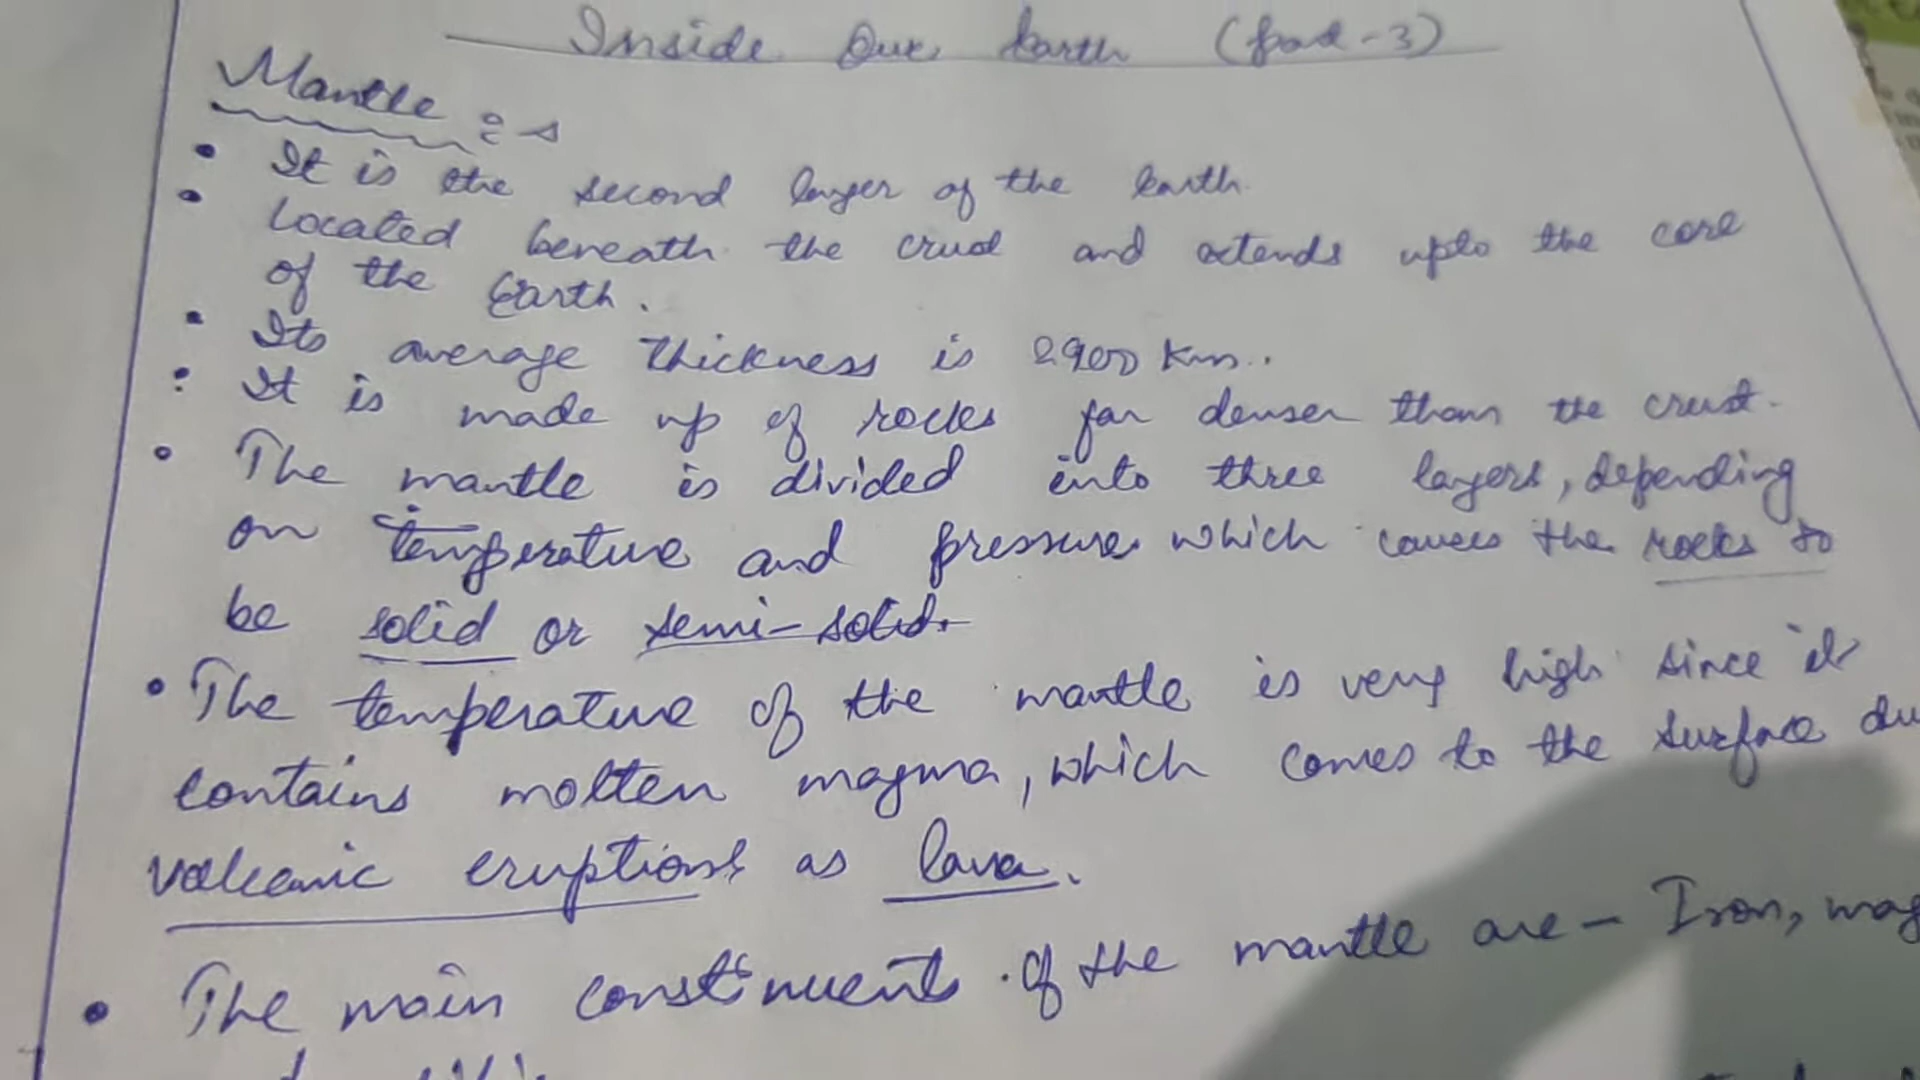 Inside Our Earth (part-3)
Mantle :-
• It is the second layer of the Earth.
• Located beneath the crust and extends upto the core
of the Earth.
• Its average thickness is 2900 Km.
• It is made up of rocks far denser than the crust.
• The mantle is divided into three layers, depending
on temperature and pressure which causes the rocks to
be solid or semi-solid.
• The temperature of the mantle is very high since it
contains molten magma, which comes to the surface du
volcanic eruptions as lava.
• The main constinuents of the mantle are - Iron, mag